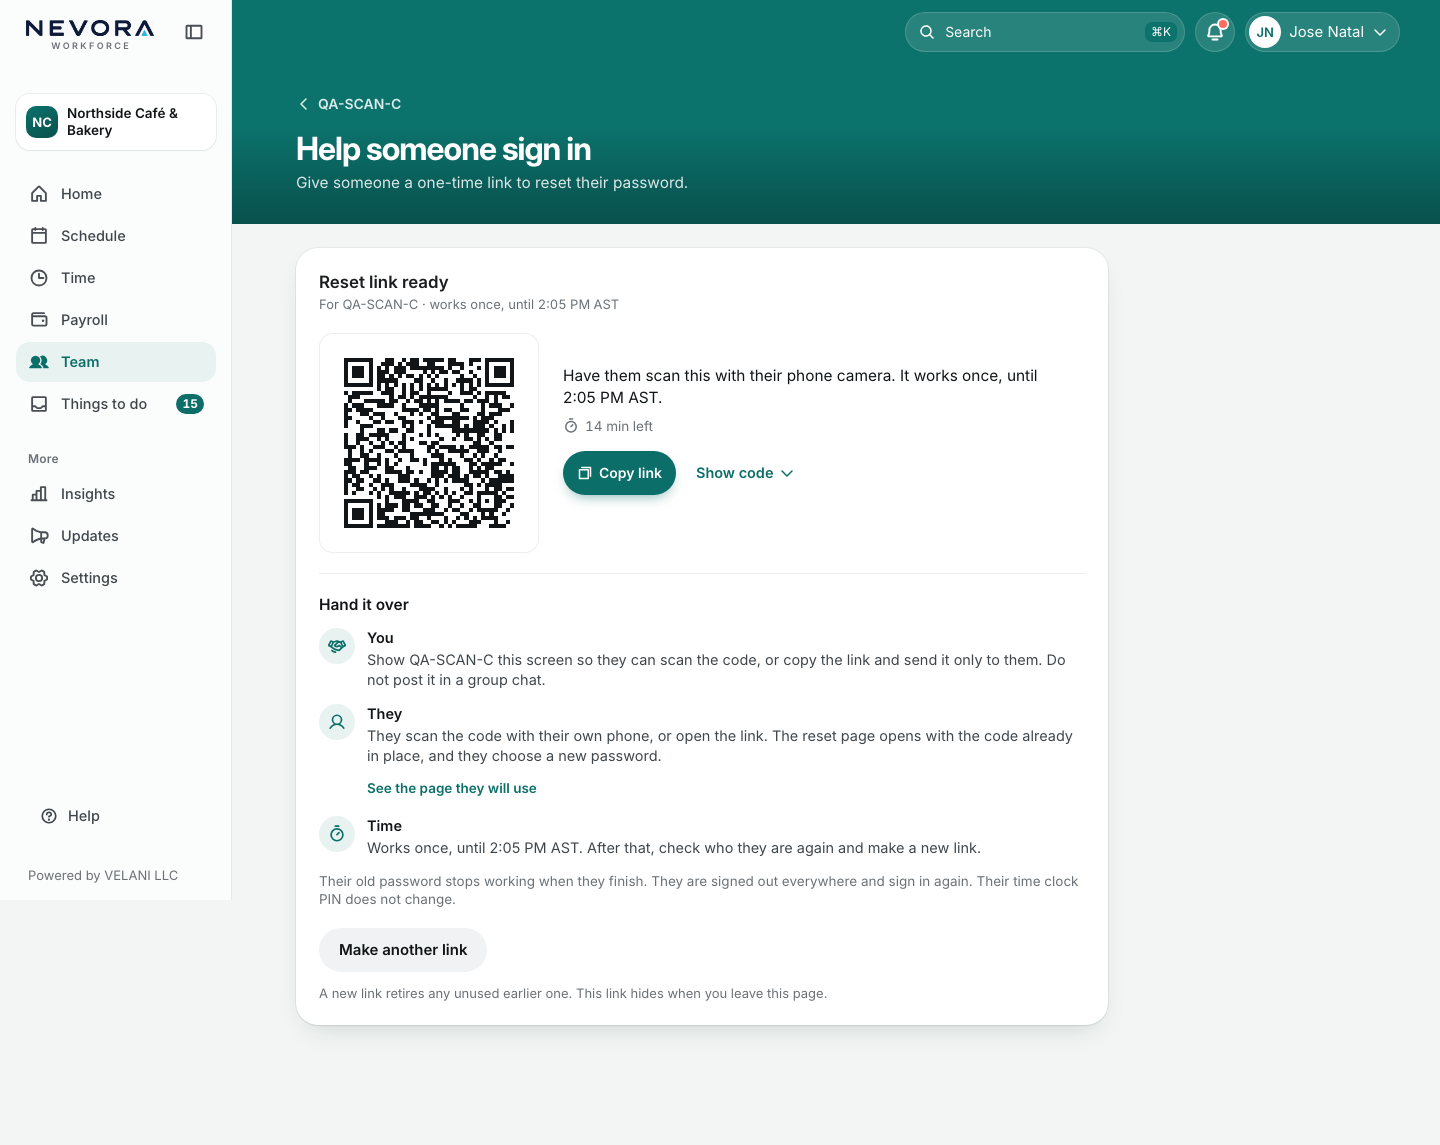 NEVORA
WORKFORCE
Search
⌘K
JN
Jose Natal
NC
Northside Café &
Bakery
Home
Schedule
Time
Payroll
Team
Things to do
15
More
Insights
Updates
Settings
Help
Powered by VELANI LLC
QA-SCAN-C
Help someone sign in
Give someone a one-time link to reset their password.
Reset link ready
For QA-SCAN-C · works once, until 2:05 PM AST
Have them scan this with their phone camera. It works once, until
2:05 PM AST.
14 min left
Copy link
Show code
Hand it over
You
Show QA-SCAN-C this screen so they can scan the code, or copy the link and send it only to them. Do
not post it in a group chat.
They
They scan the code with their own phone, or open the link. The reset page opens with the code already
in place, and they choose a new password.
See the page they will use
Time
Works once, until 2:05 PM AST. After that, check who they are again and make a new link.
Their old password stops working when they finish. They are signed out everywhere and sign in again. Their time clock
PIN does not change.
Make another link
A new link retires any unused earlier one. This link hides when you leave this page.